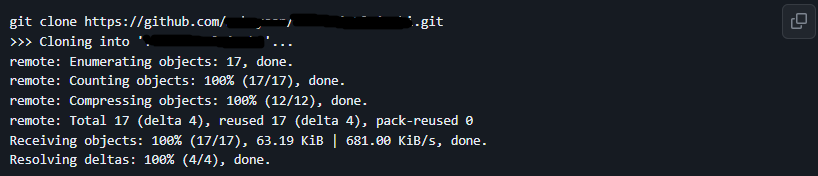 git clone https://github.com/ / .git
>>> Cloning into ' '...
remote: Enumerating objects: 17, done.
remote: Counting objects: 100% (17/17), done.
remote: Compressing objects: 100% (12/12), done.
remote: Total 17 (delta 4), reused 17 (delta 4), pack-reused 0
Receiving objects: 100% (17/17), 63.19 KiB | 681.00 KiB/s, done.
Resolving deltas: 100% (4/4), done.